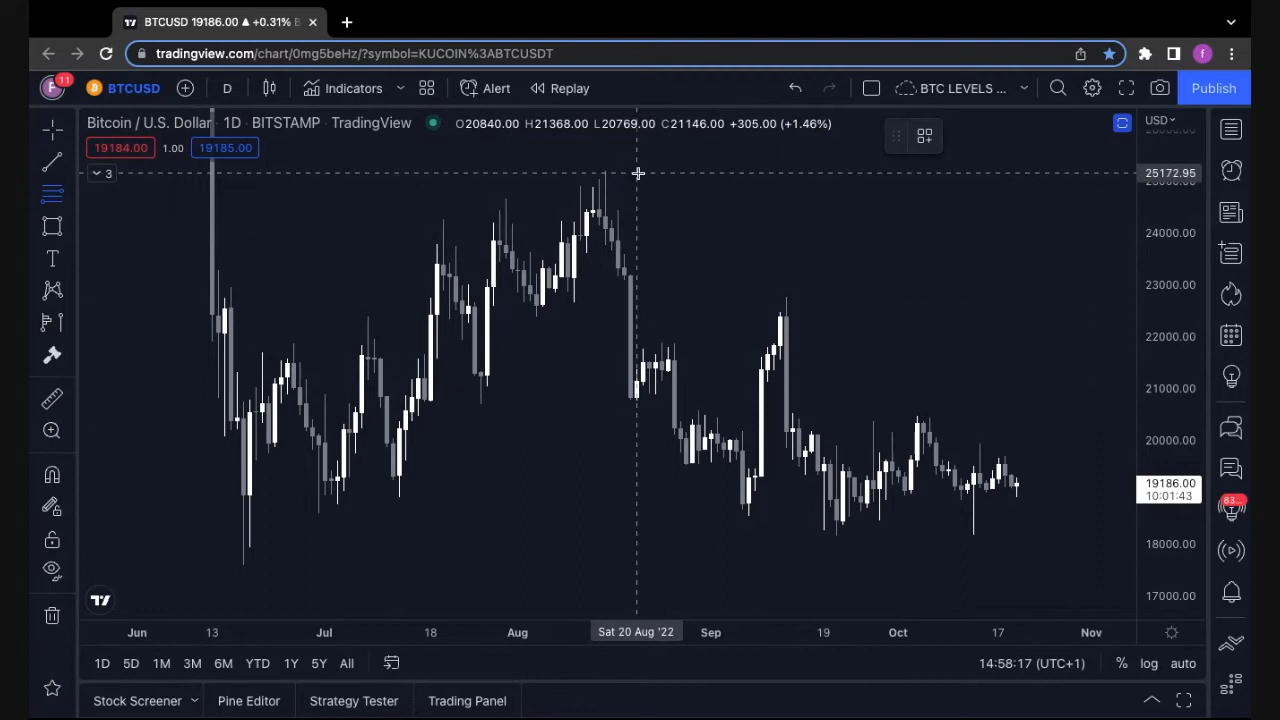 BTCUSD 19186.00 ▲ +0.31% B
tradingview.com/chart/0mg5beHz/?symbol=KUCOIN%3ABTCUSDT
f
11
BTCUSD
D
Indicators
Alert
Replay
BTC LEVELS ...
Publish
Bitcoin / U.S. Dollar · 1D · BITSTAMP · TradingView
O20840.00 H21368.00 L20769.00 C21146.00 +305.00 (+1.46%)
USD
19184.00
1.00
19185.00
3
25172.95
24000.00
23000.00
22000.00
21000.00
20000.00
19186.00
10:01:43
18000.00
17000.00
83...
Jun
13
Jul
18
Aug
Sat 20 Aug '22
Sep
19
Oct
17
Nov
1D
5D
1M
3M
6M
YTD
1Y
5Y
All
14:58:17 (UTC+1)
%
log
auto
Stock Screener
Pine Editor
Strategy Tester
Trading Panel